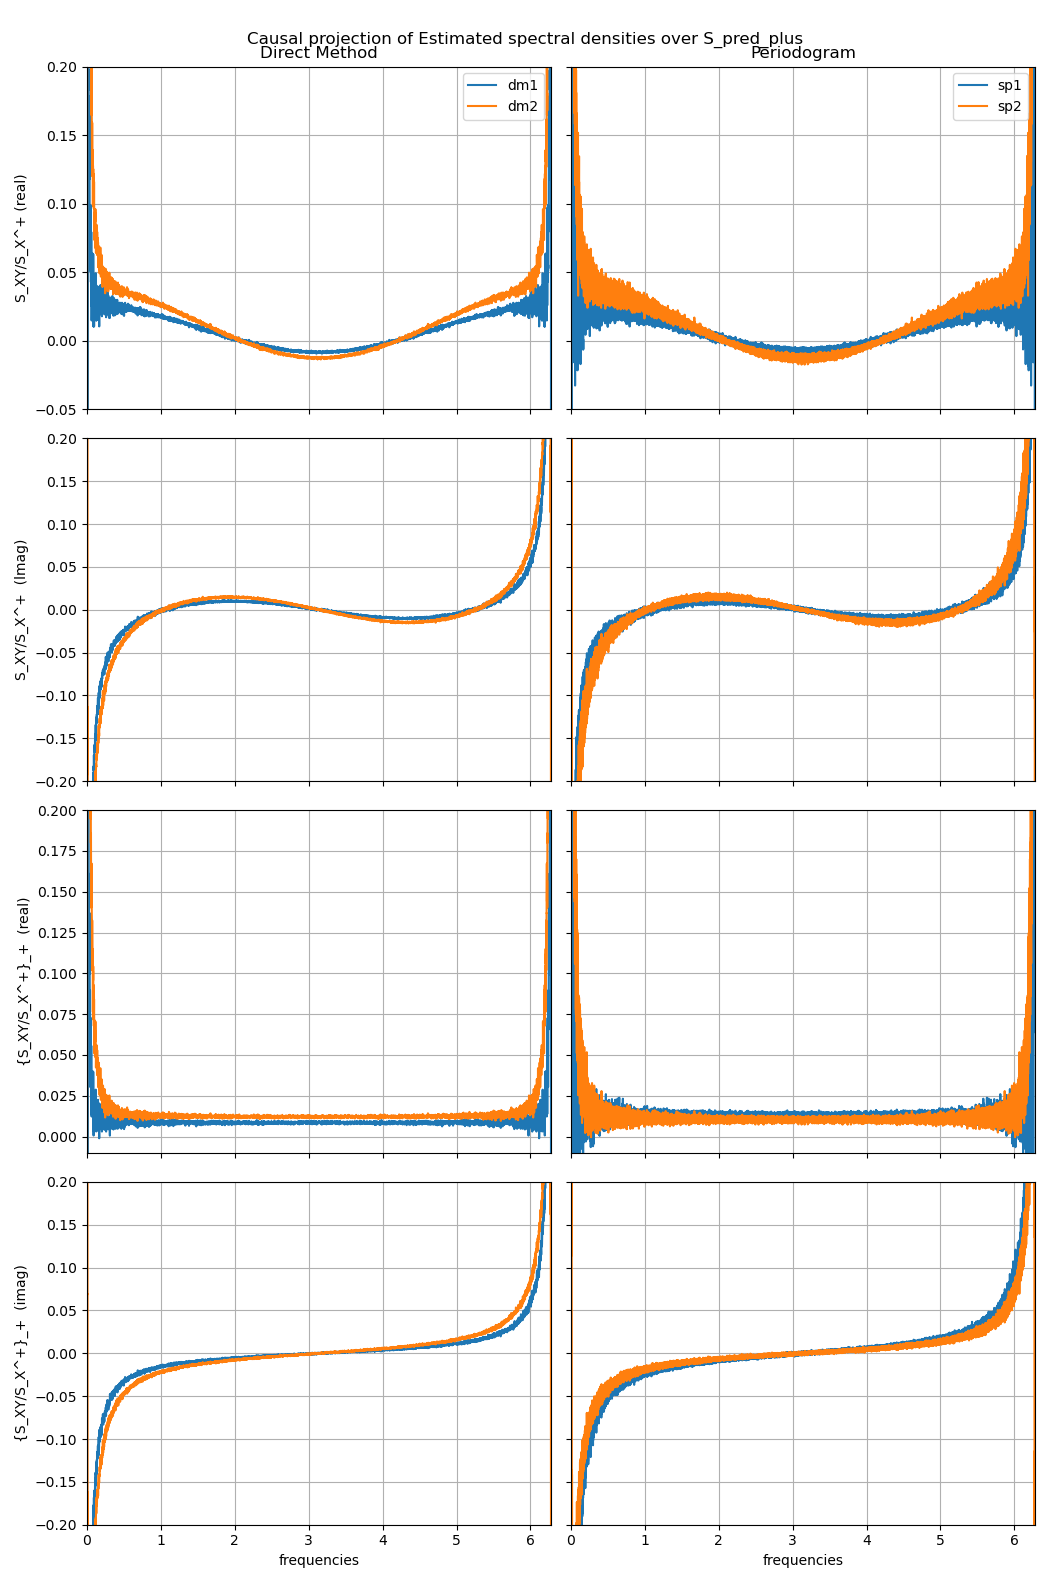 Causal projection of Estimated spectral densities over S_pred_plus
Direct Method
Periodogram
S_XY/S_X^+ (real)
0.20
0.15
0.10
0.05
0.00
−0.05
dm1
dm2
sp1
sp2
S_XY/S_X^+  (Imag)
0.20
0.15
0.10
0.05
0.00
−0.05
−0.10
−0.15
−0.20
{S_XY/S_X^+}_+  (real)
0.200
0.175
0.150
0.125
0.100
0.075
0.050
0.025
0.000
{S_XY/S_X^+}_+  (imag)
0.20
0.15
0.10
0.05
0.00
−0.05
−0.10
−0.15
−0.20
0 1 2 3 4 5 6
0 1 2 3 4 5 6
frequencies
frequencies